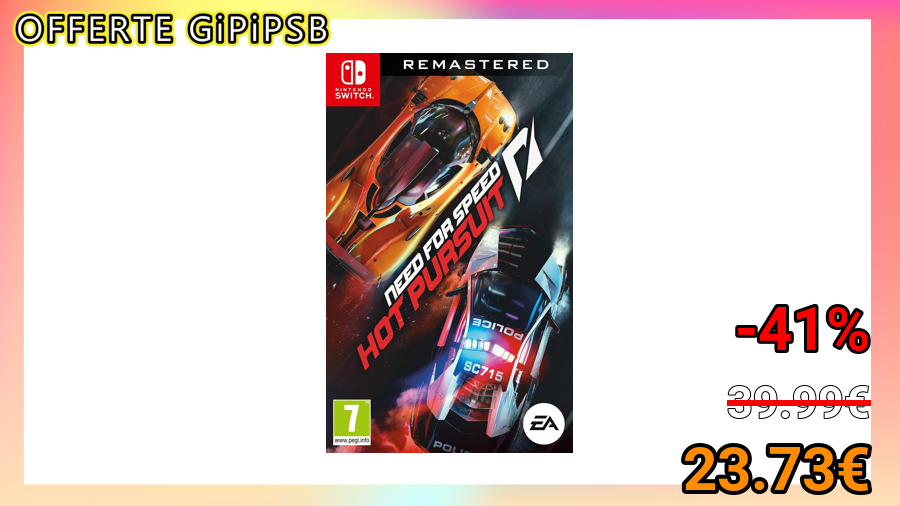 OFFERTE GiPiPSB
REMASTERED
NINTENDO
SWITCH.
NEED FOR SPEED
HOT PURSUIT
POLICE
SC715
7
www.pegi.info
EA
-41%
39.99€
23.73€